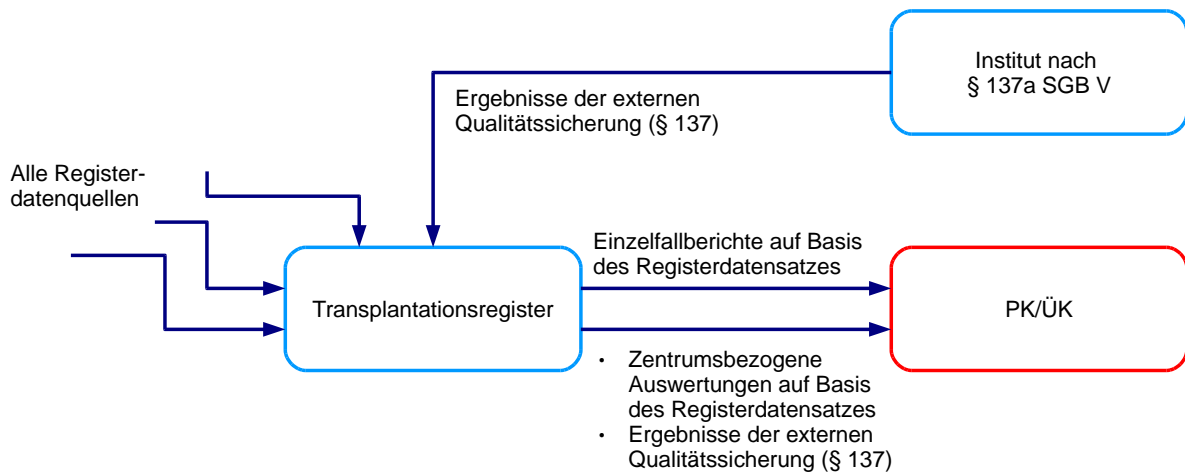 Institut nach
§ 137a SGB V
Ergebnisse der externen
Qualitätssicherung (§ 137)
Alle Register-
datenquellen
Einzelfallberichte auf Basis
des Registerdatensatzes
Transplantationsregister
PK/ÜK
• Zentrumsbezogene
Auswertungen auf Basis
des Registerdatensatzes
• Ergebnisse der externen
Qualitätssicherung (§ 137)